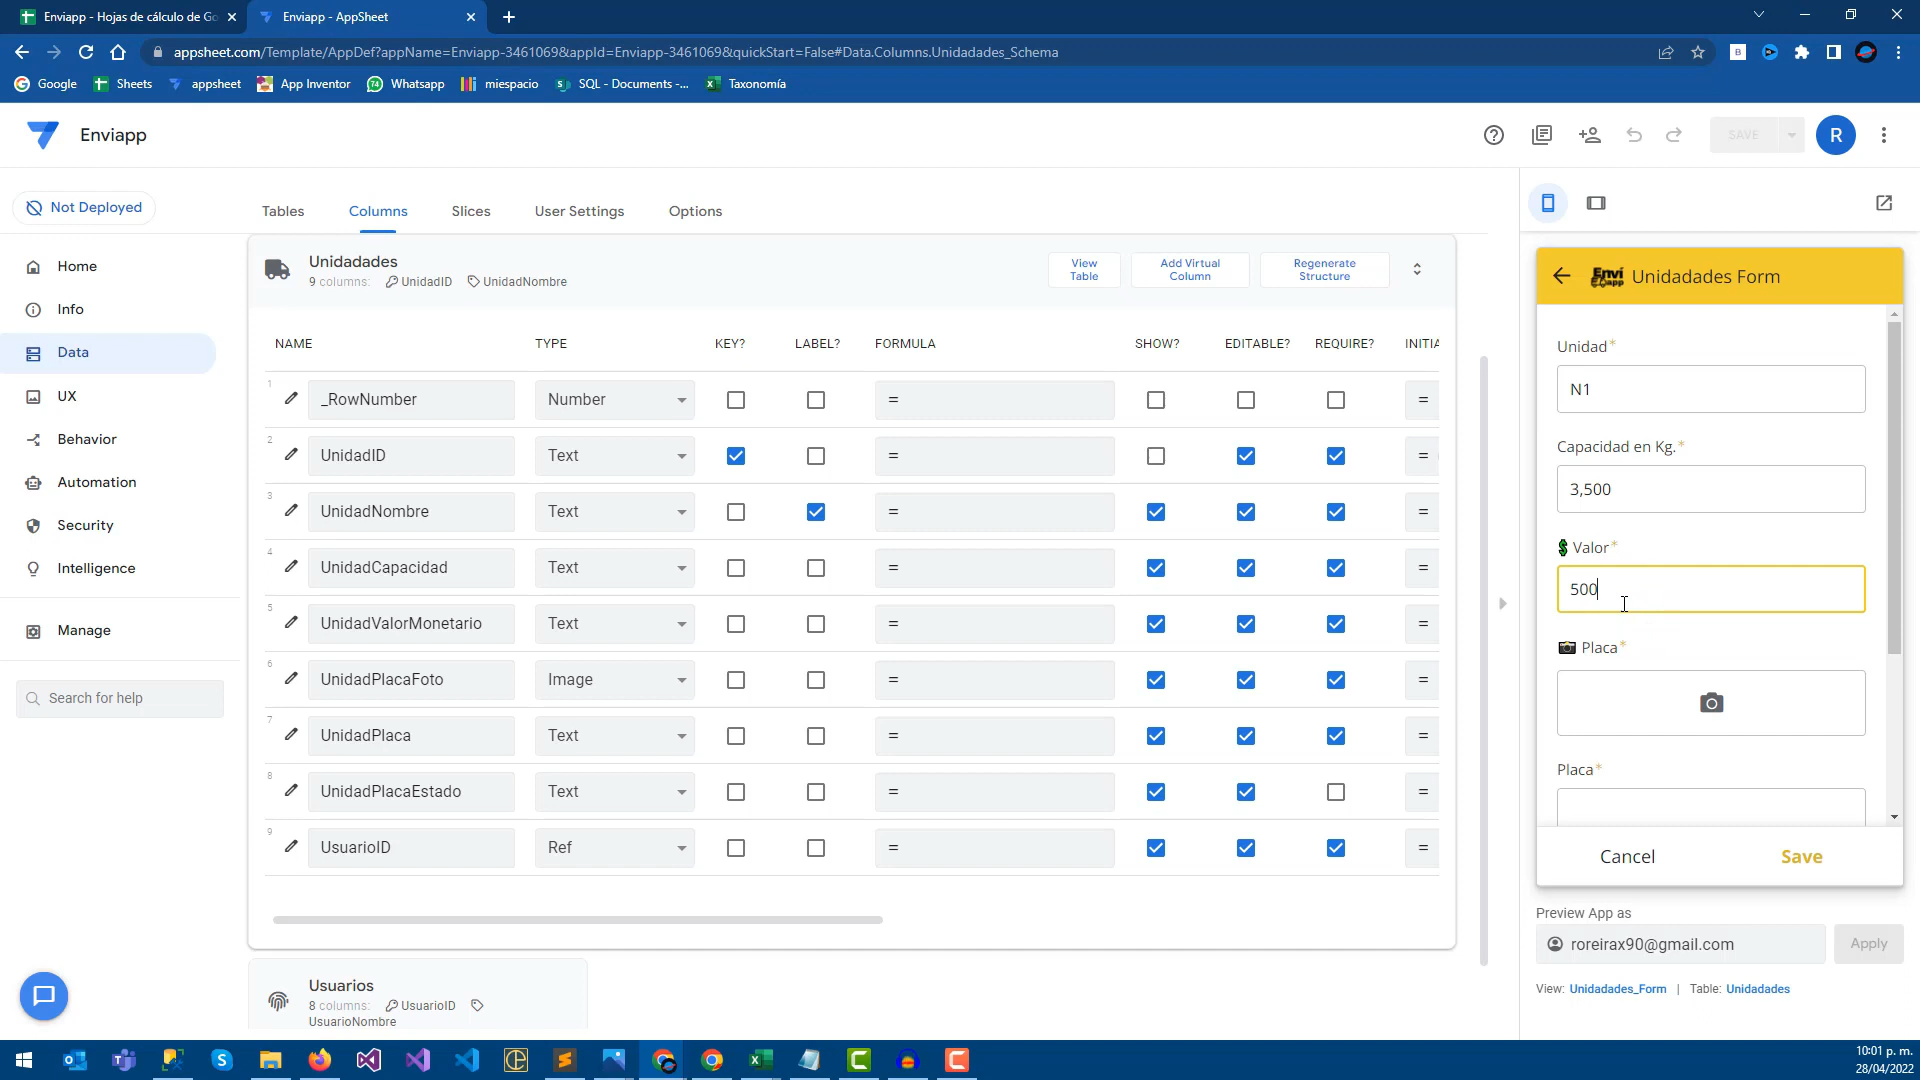 Enviapp - Hojas de cálculo de Go
Enviapp - AppSheet
appsheet.com/Template/AppDef?appName=Enviapp-3461069&appId=Enviapp-3461069&quickStart=False#Data.Columns.Unidadades_Schema
Google
Sheets
appsheet
App Inventor
74
Whatsapp
miespacio
SQL - Documents -...
Taxonomía
Enviapp
SAVE
R
Not Deployed
Home
Info
Data
UX
Behavior
Automation
Security
Intelligence
Manage
Search for help
Tables
Columns
Slices
User Settings
Options
Unidadades
9 columns: UnidadID UnidadNombre
View Table
Add Virtual Column
Regenerate Structure
NAME TYPE KEY? LABEL? FORMULA SHOW? EDITABLE? REQUIRE? INITIA
1 _RowNumber Number = =
2 UnidadID Text = =
3 UnidadNombre Text = =
4 UnidadCapacidad Text = =
5 UnidadValorMonetario Text = =
6 UnidadPlacaFoto Image = =
7 UnidadPlaca Text = =
8 UnidadPlacaEstado Text = =
9 UsuarioID Ref = =
Usuarios
8 columns: UsuarioID
UsuarioNombre
Enví app Unidadades Form
Unidad*
N1
Capacidad en Kg.*
3,500
$ Valor*
500
Placa*
Placa*
Cancel
Save
Preview App as
roreirax90@gmail.com
Apply
View: Unidadades_Form | Table: Unidadades
10:01 p. m.
28/04/2022